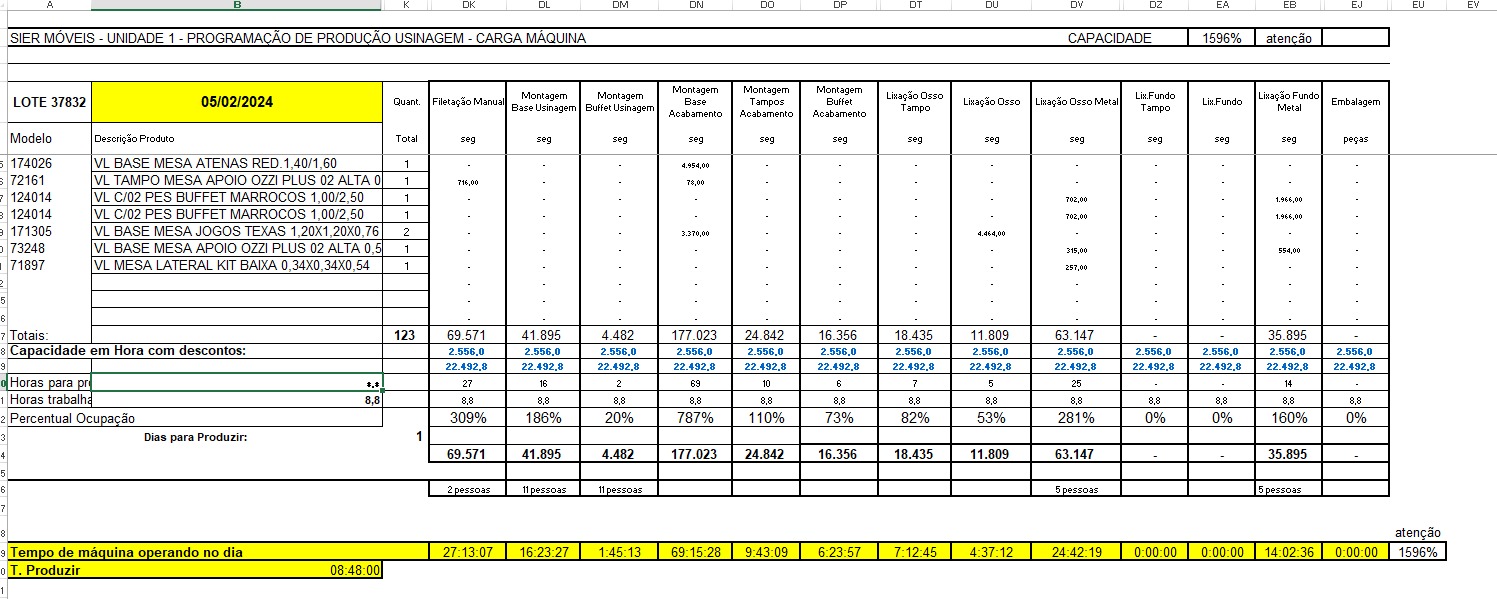 A B K DK DL DM DN DO DP DT DU DV DZ EA EB EJ EU EV
SIER MÓVEIS - UNIDADE 1 - PROGRAMAÇÃO DE PRODUÇÃO USINAGEM - CARGA MÁQUINA CAPACIDADE 1596% atenção
LOTE 37832 05/02/2024 Quant. Filetação Manual Montagem Base Usinagem Montagem Buffet Usinagem Montagem Base Acabamento Montagem Tampos Acabamento Montagem Buffet Acabamento Lixação Osso Tampo Lixação Osso Lixação Osso Metal Lix.Fundo Tampo Lix.Fundo Lixação Fundo Metal Embalagem
Modelo Descrição Produto Total seg seg seg seg seg seg seg seg seg seg seg seg peças
174026 VL BASE MESA ATENAS RED.1,40/1,60 1 - - - 4.954,00 - - - - - - - - -
72161 VL TAMPO MESA APOIO OZZI PLUS 02 ALTA 0 1 716,00 - - 78,00 - - - - - - - - -
124014 VL C/02 PES BUFFET MARROCOS 1,00/2,50 1 - - - - - - - - 702,00 - - 1.966,00 -
124014 VL C/02 PES BUFFET MARROCOS 1,00/2,50 1 - - - - - - - - 702,00 - - 1.966,00 -
171305 VL BASE MESA JOGOS TEXAS 1,20X1,20X0,76 2 - - - 3.370,00 - - - 4.464,00 - - - - -
73248 VL BASE MESA APOIO OZZI PLUS 02 ALTA 0,5 1 - - - - - - - - 315,00 - - 554,00 -
71897 VL MESA LATERAL KIT BAIXA 0,34X0,34X0,54 1 - - - - - - - - 257,00 - - - -
- - - - - - - - - - - - -
- - - - - - - - - - - - -
- - - - - - - - - - - - -
Totais: 123 69.571 41.895 4.482 177.023 24.842 16.356 18.435 11.809 63.147 - - 35.895 -
Capacidade em Hora com descontos: 2.556,0 2.556,0 2.556,0 2.556,0 2.556,0 2.556,0 2.556,0 2.556,0 2.556,0 2.556,0 2.556,0 2.556,0 2.556,0
22.492,8 22.492,8 22.492,8 22.492,8 22.492,8 22.492,8 22.492,8 22.492,8 22.492,8 22.492,8 22.492,8 22.492,8 22.492,8
Horas para pr 27 16 2 69 10 6 7 5 25 - - 14 -
Horas trabalha 8,8 8,8 8,8 8,8 8,8 8,8 8,8 8,8 8,8 8,8 8,8 8,8 8,8 8,8
Percentual Ocupação 309% 186% 20% 787% 110% 73% 82% 53% 281% 0% 0% 160% 0%
Dias para Produzir: 1
69.571 41.895 4.482 177.023 24.842 16.356 18.435 11.809 63.147 - - 35.895 -
2 pessoas 11 pessoas 11 pessoas 5 pessoas 5 pessoas
atenção
Tempo de máquina operando no dia 27:13:07 16:23:27 1:45:13 69:15:28 9:43:09 6:23:57 7:12:45 4:37:12 24:42:19 0:00:00 0:00:00 14:02:36 0:00:00 1596%
T. Produzir 08:48:00